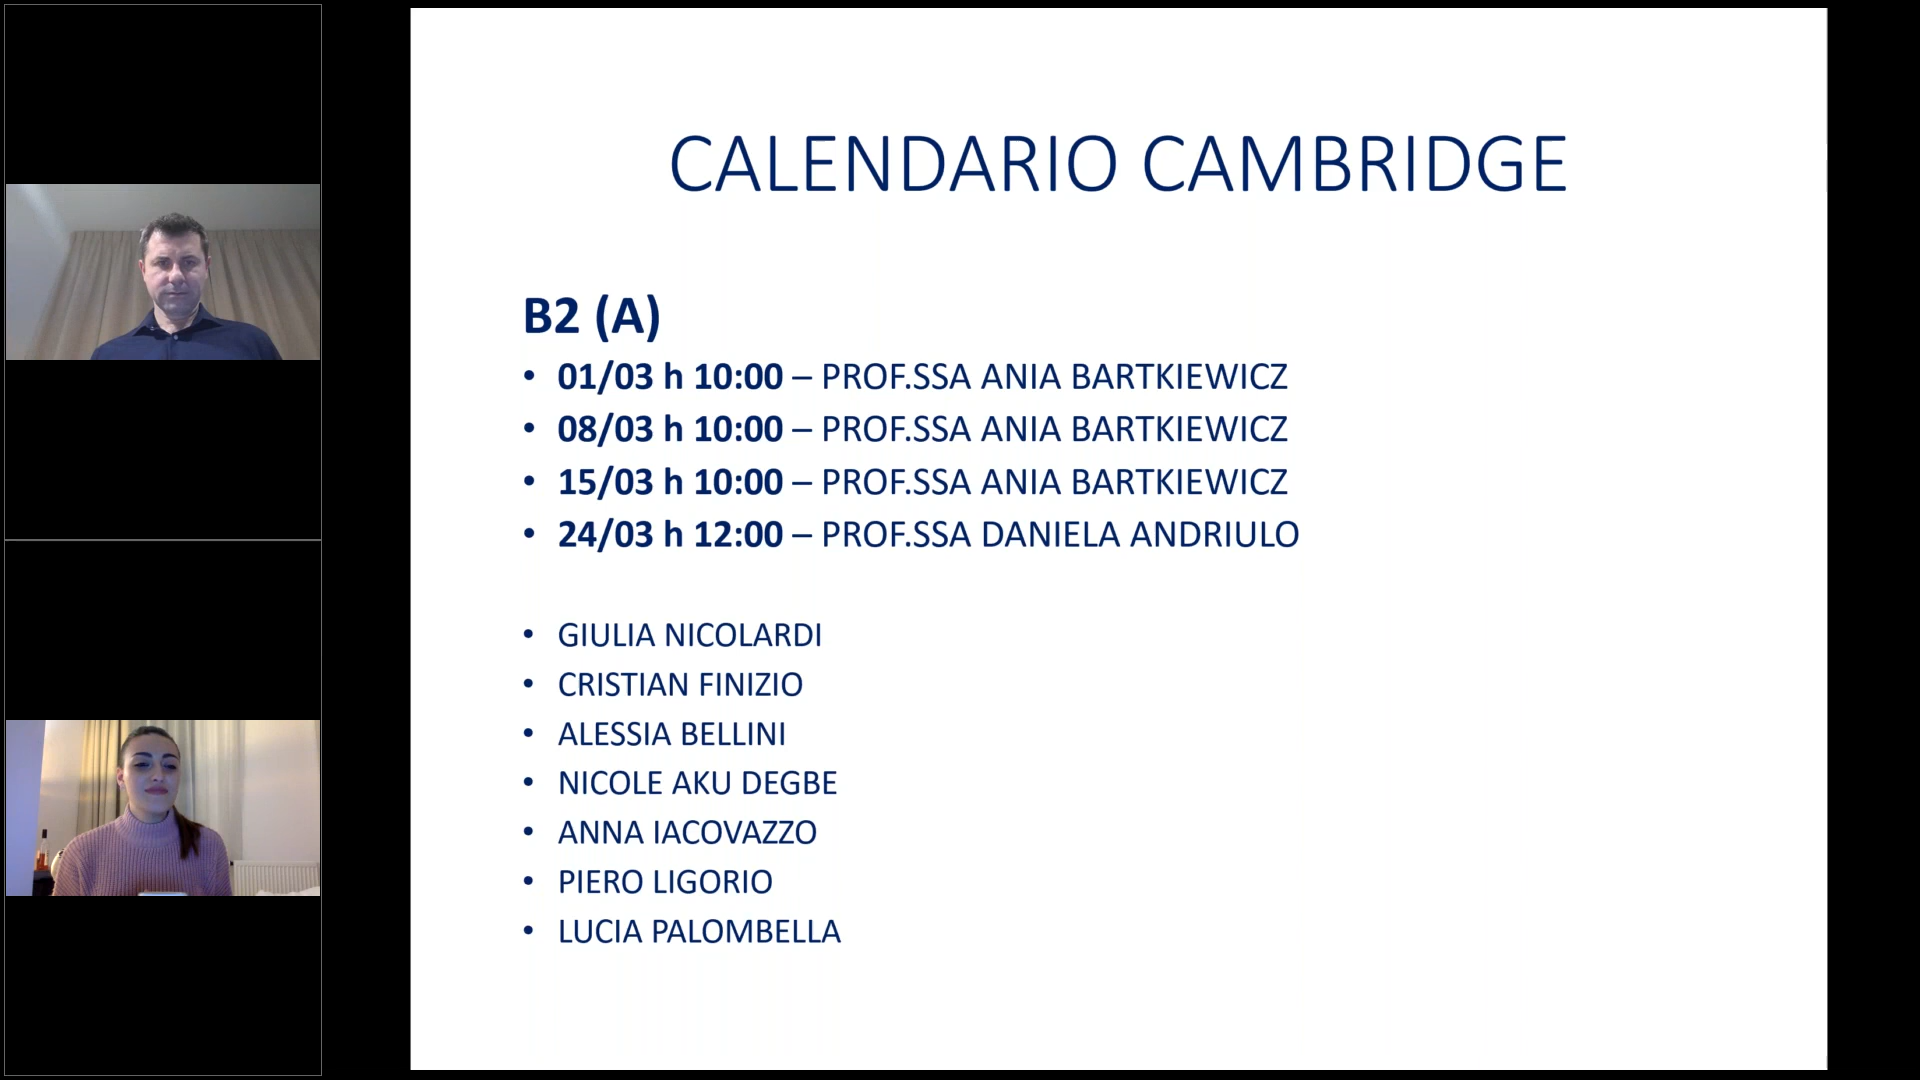 CALENDARIO CAMBRIDGE
B2 (A)
• 01/03 h 10:00 – PROF.SSA ANIA BARTKIEWICZ
• 08/03 h 10:00 – PROF.SSA ANIA BARTKIEWICZ
• 15/03 h 10:00 – PROF.SSA ANIA BARTKIEWICZ
• 24/03 h 12:00 – PROF.SSA DANIELA ANDRIULO
• GIULIA NICOLARDI
• CRISTIAN FINIZIO
• ALESSIA BELLINI
• NICOLE AKU DEGBE
• ANNA IACOVAZZO
• PIERO LIGORIO
• LUCIA PALOMBELLA